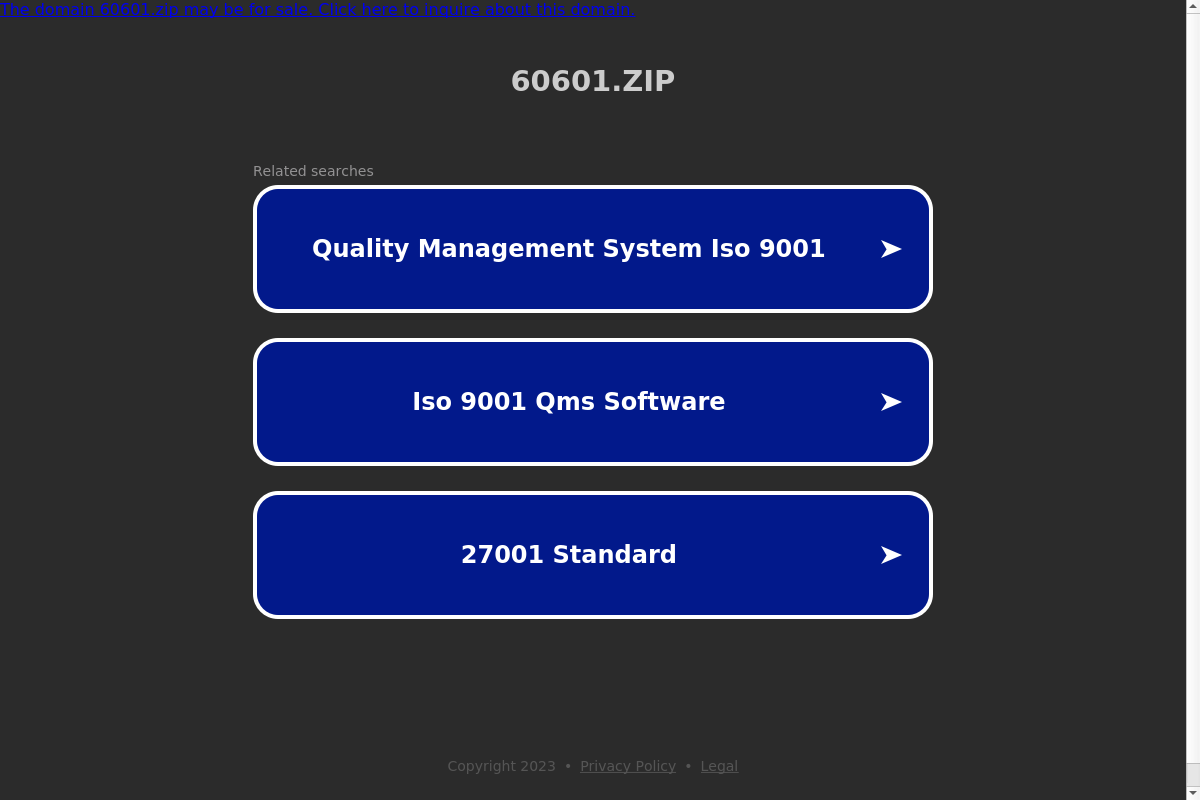 The domain 60601.zip may be for sale. Click here to inquire about this domain.
60601.ZIP
Related searches
Quality Management System Iso 9001
Iso 9001 Qms Software
27001 Standard
Copyright 2023 • Privacy Policy • Legal